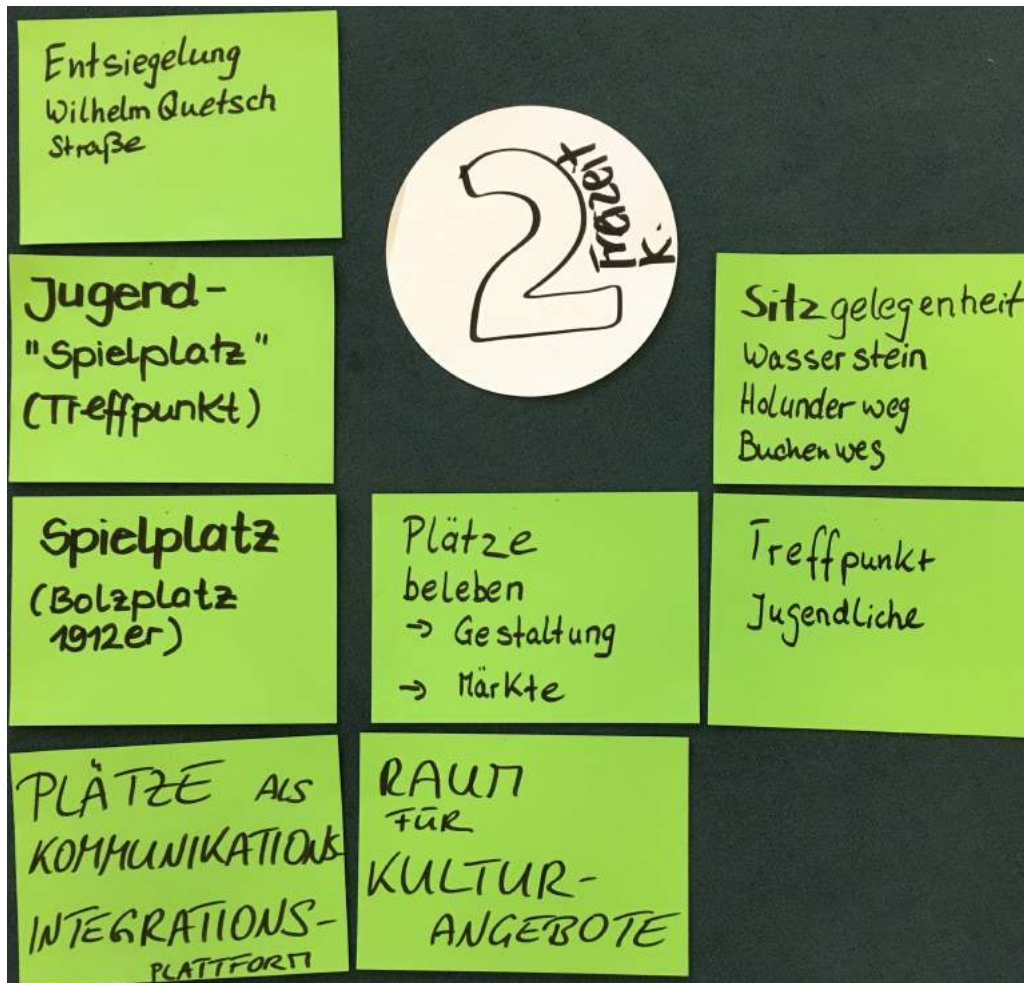 Entsiegelung
Wilhelm Quetsch
Straße
2
K.
Jugend-
"Spielplatz"
(Treffpunkt)
Sitzgelegenheit
Wasserstein
Holunderweg
Buchenweg
Spielplatz
(Bolzplatz
1912er)
Plätze
beleben
→ Gestaltung
→ Märkte
Treffpunkt
Jugendliche
PLÄTZE ALS
KOMMUNIKATIONS-
INTEGRATIONS-
PLATTFORM
RAUM
FÜR
KULTUR-
ANGEBOTE